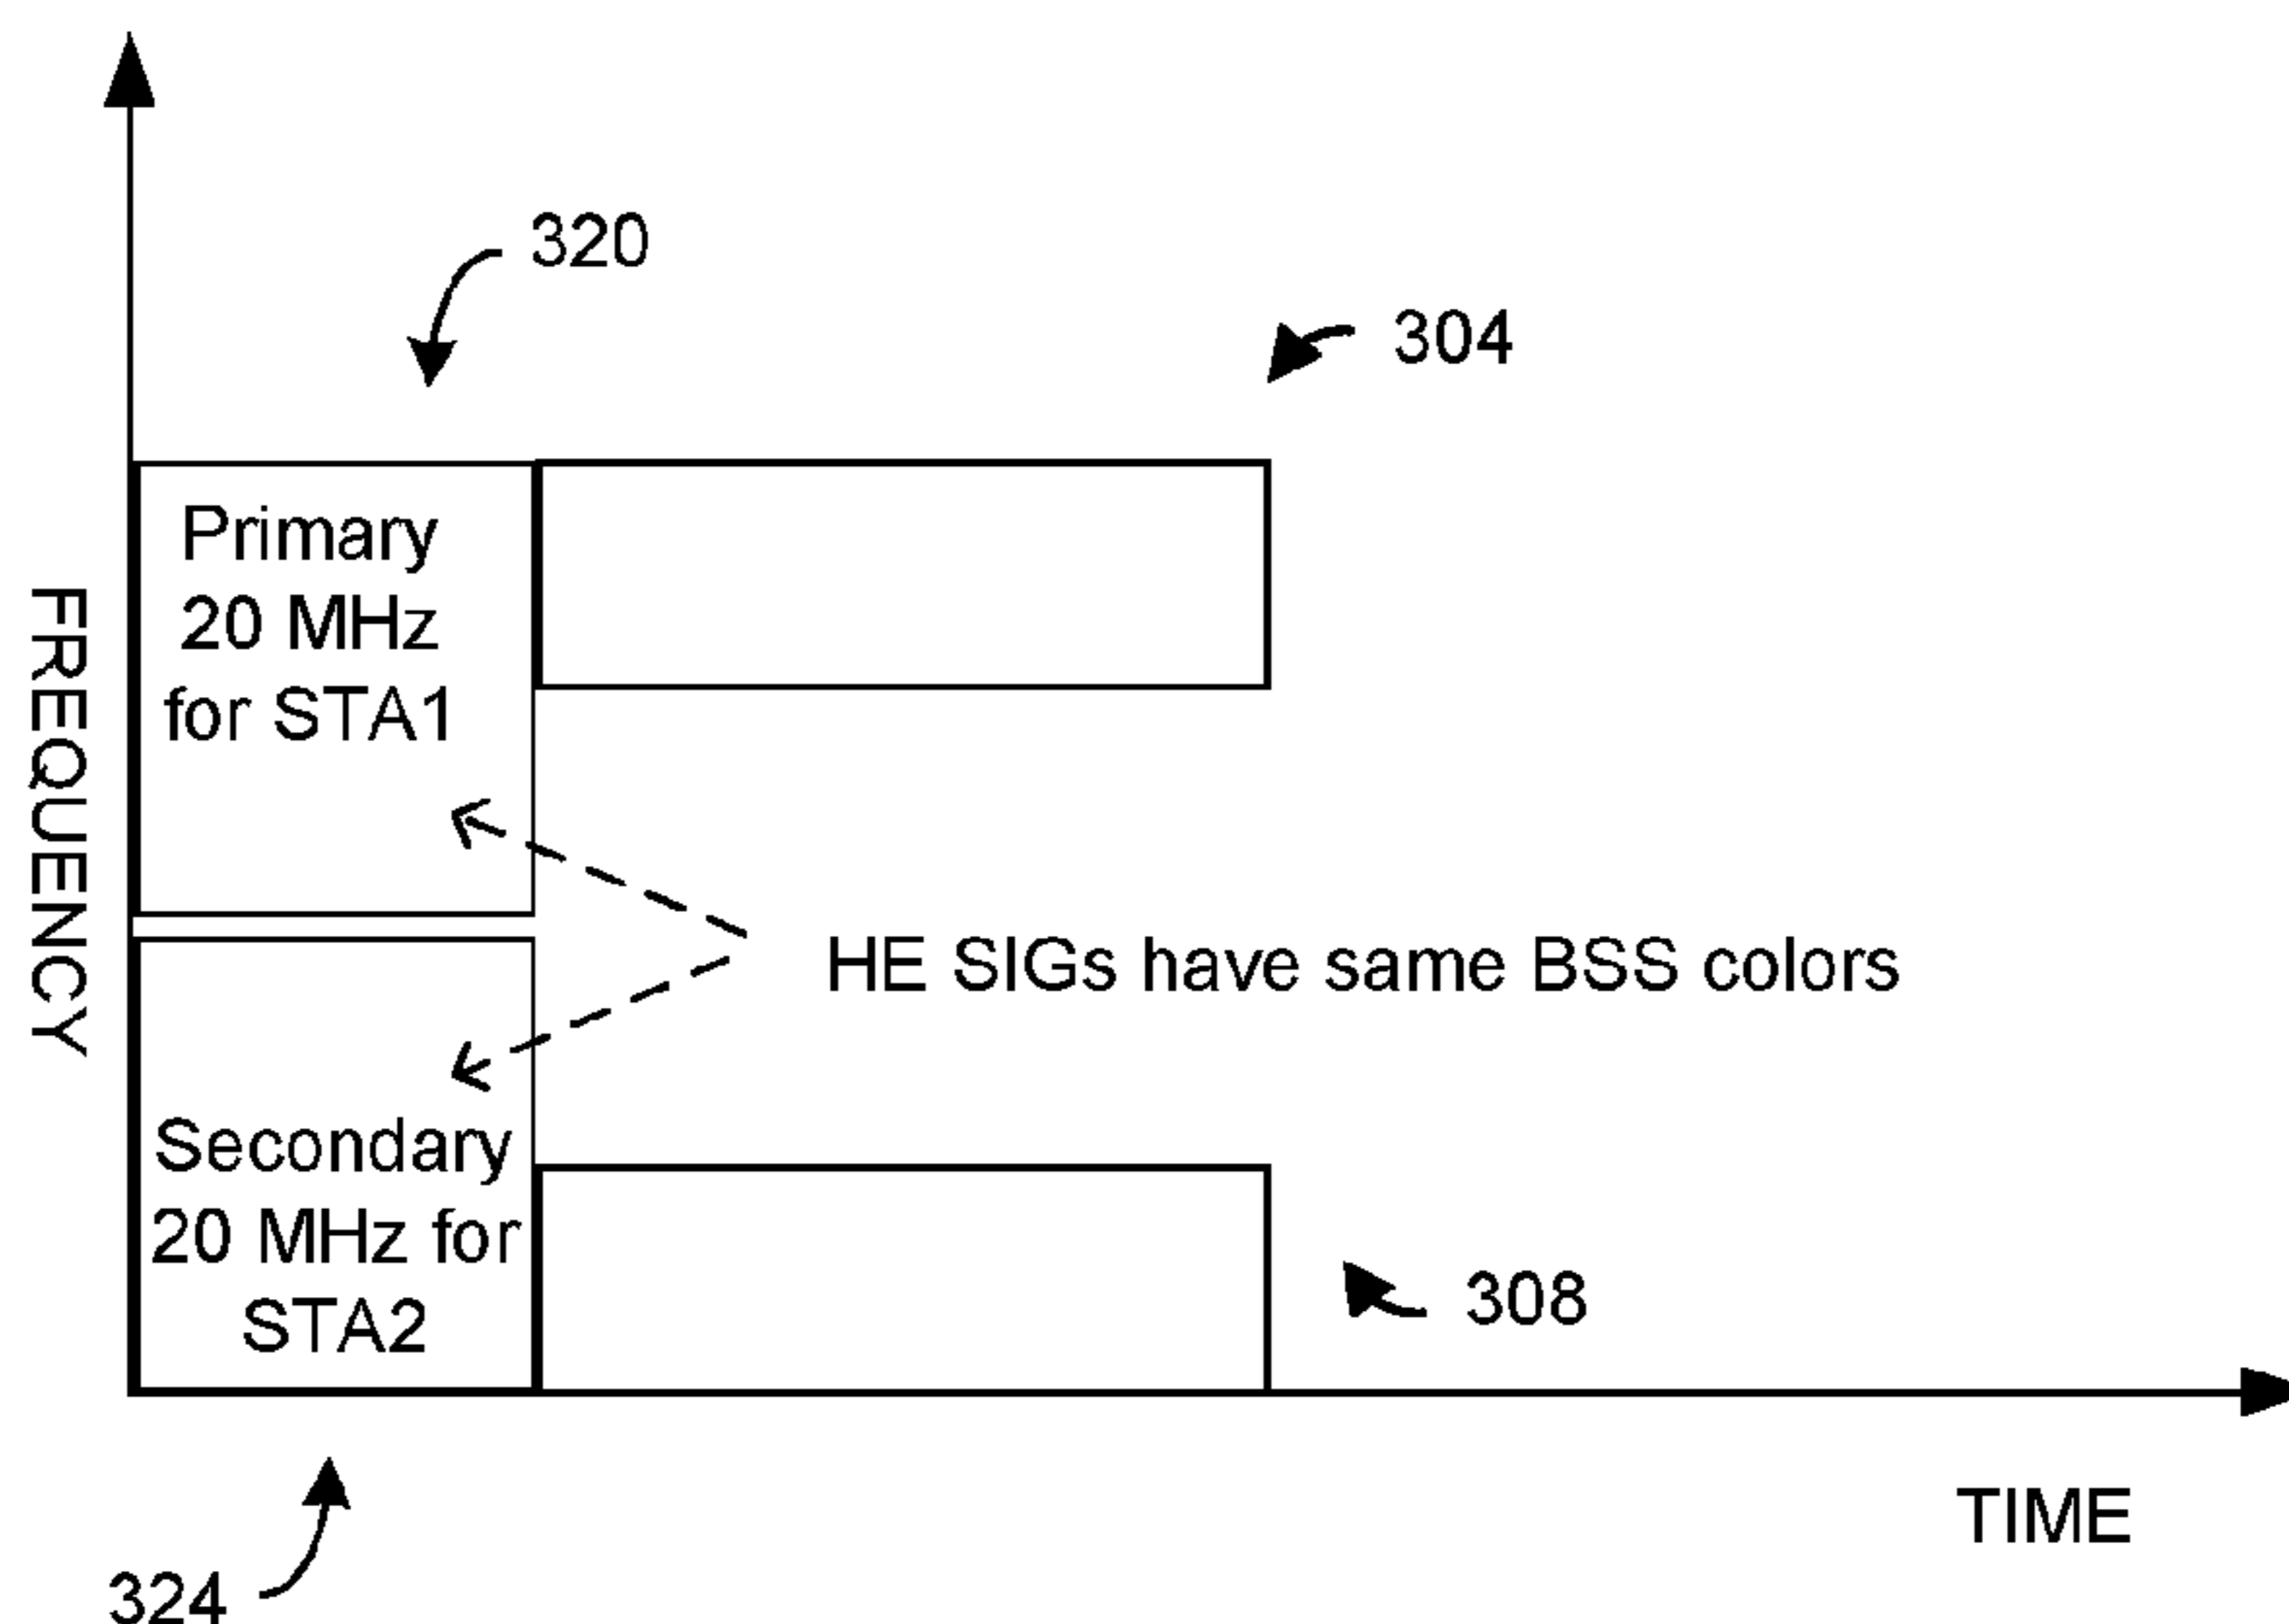 320
304
Primary
20 MHz
for STA1
FREQUENCY
HE SIGs have same BSS colors
Secondary
20 MHz for
STA2
308
TIME
324